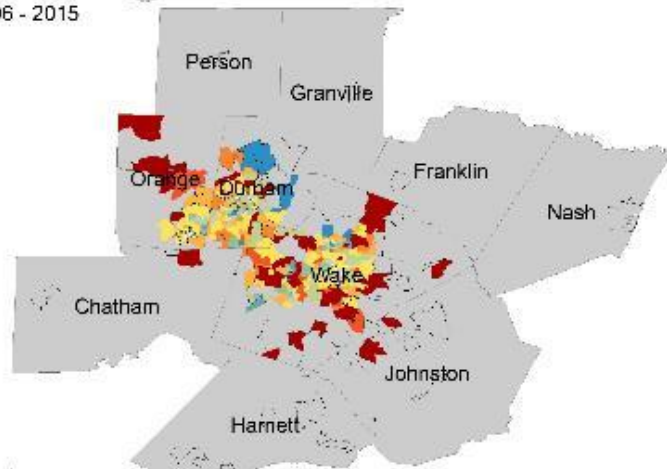 06 - 2015
Person
Granville
Franklin
Orange
Durham
Nash
Wake
Chatham
Johnston
Harnett